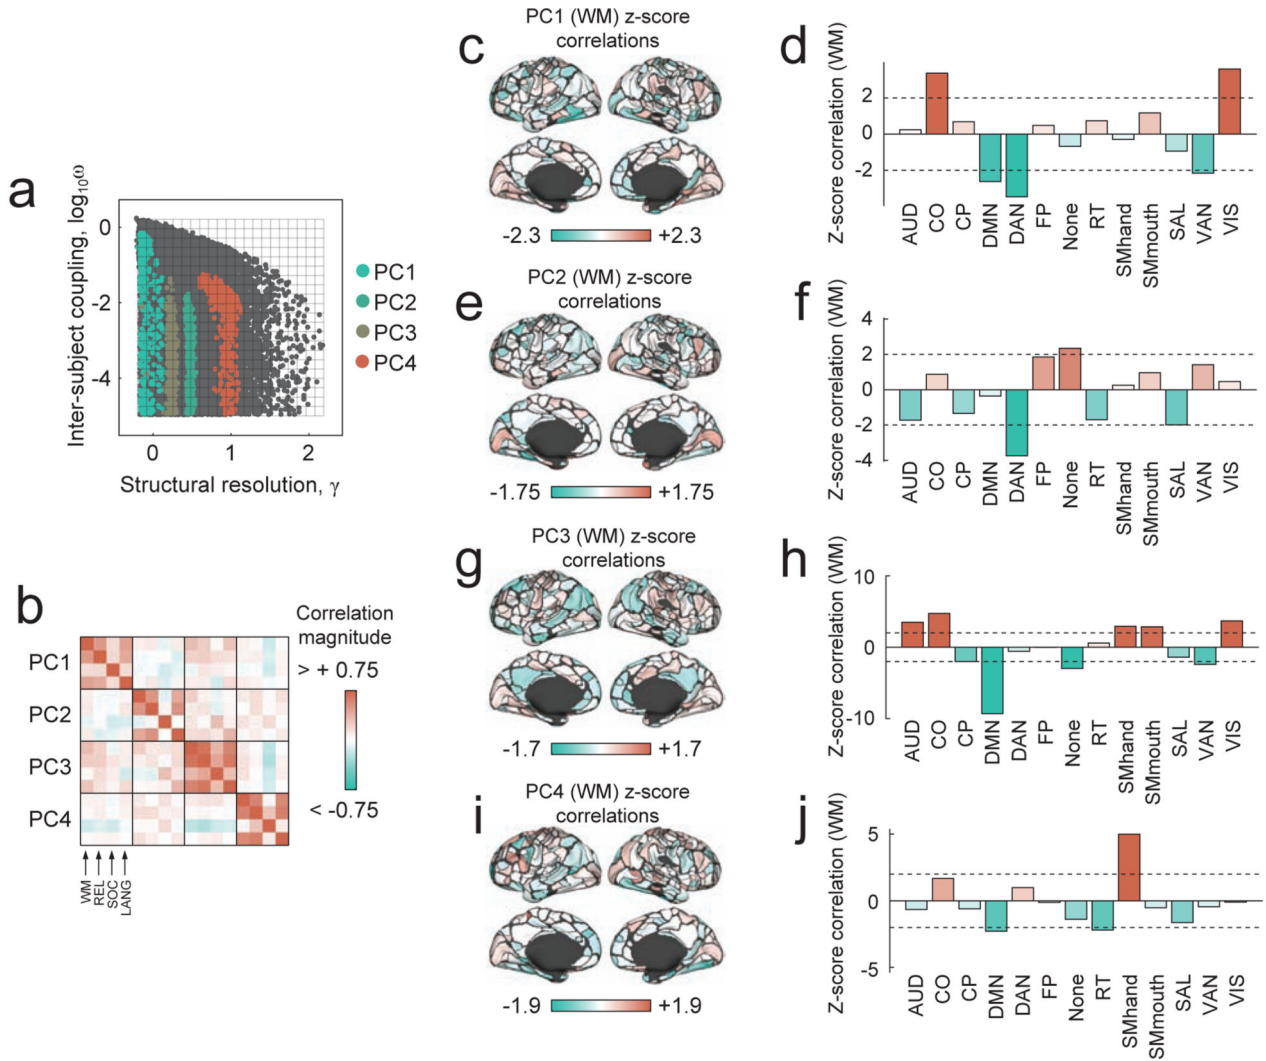 a
Inter-subject coupling, log₁₀ω
0
-2
-4
0 1 2
Structural resolution, γ
PC1
PC2
PC3
PC4
b
PC1
PC2
PC3
PC4
WM
REL
SOC
LANG
Correlation
magnitude
> + 0.75
< -0.75
c
PC1 (WM) z-score
correlations
-2.3 +2.3
d
Z-score correlation (WM)
2
0
-2
AUD CO CP DMN DAN FP None RT SMhand SMmouth SAL VAN VIS
e
PC2 (WM) z-score
correlations
-1.75 +1.75
f
Z-score correlation (WM)
4
2
0
-2
-4
AUD CO CP DMN DAN FP None RT SMhand SMmouth SAL VAN VIS
g
PC3 (WM) z-score
correlations
-1.7 +1.7
h
Z-score correlation (WM)
10
0
-10
AUD CO CP DMN DAN FP None RT SMhand SMmouth SAL VAN VIS
i
PC4 (WM) z-score
correlations
-1.9 +1.9
j
Z-score correlation (WM)
5
0
-5
AUD CO CP DMN DAN FP None RT SMhand SMmouth SAL VAN VIS